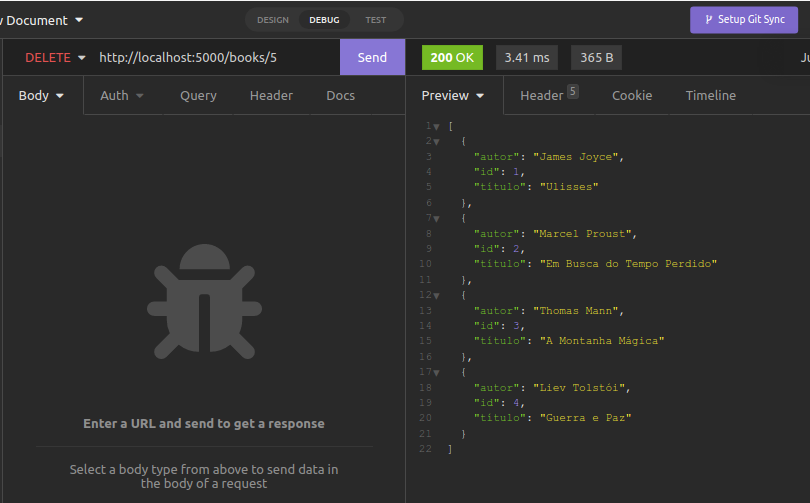 v Document
DESIGN DEBUG TEST
Setup Git Sync
DELETE http://localhost:5000/books/5 Send
200 OK 3.41 ms 365 B
Body Auth Query Header Docs
Preview Header 5 Cookie Timeline
1 [
2 {
3 "autor": "James Joyce",
4 "id": 1,
5 "título": "Ulisses"
6 },
7 {
8 "autor": "Marcel Proust",
9 "id": 2,
10 "título": "Em Busca do Tempo Perdido"
11 },
12 {
13 "autor": "Thomas Mann",
14 "id": 3,
15 "título": "A Montanha Mágica"
16 },
17 {
18 "autor": "Liev Tolstói",
19 "id": 4,
20 "título": "Guerra e Paz"
21 }
22 ]
Enter a URL and send to get a response
Select a body type from above to send data in
the body of a request